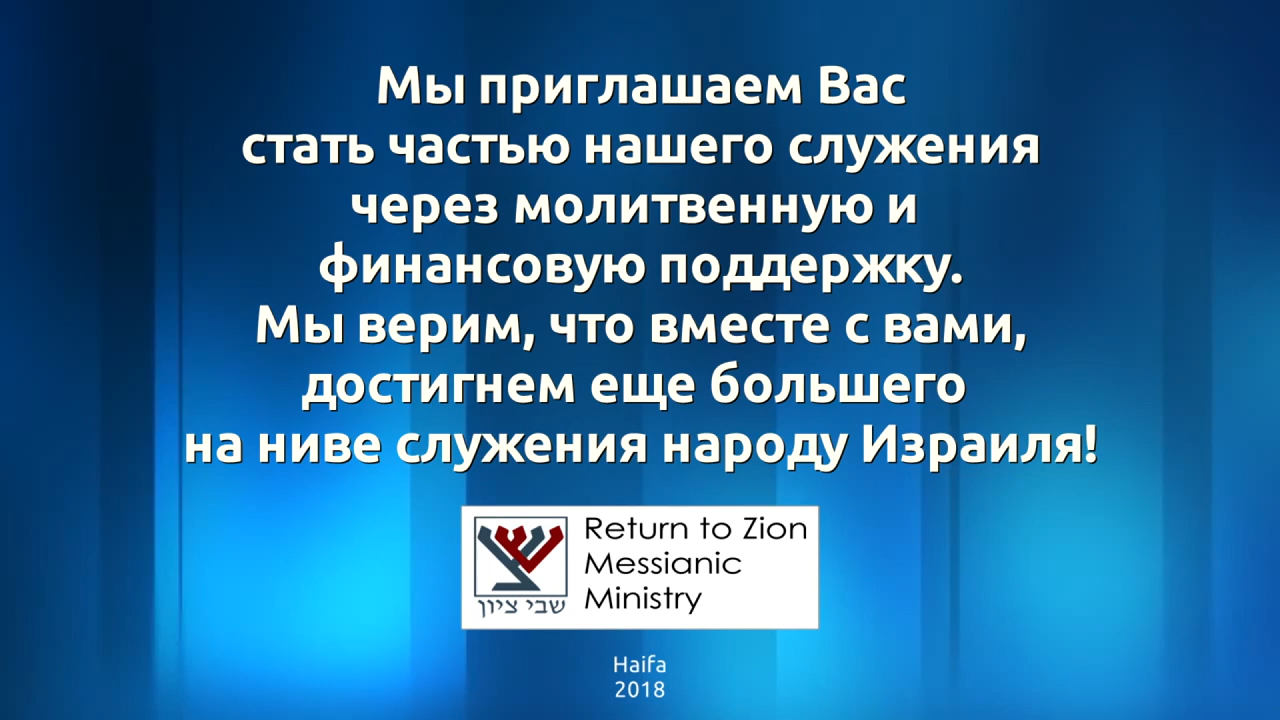 Мы приглашаем Вас
стать частью нашего служения
через молитвенную и
финансовую поддержку.
Мы верим, что вместе с вами,
достигнем еще большего
на ниве служения народу Израиля!
Return to Zion
Messianic
Ministry
שבי ציון
Haifa
2018